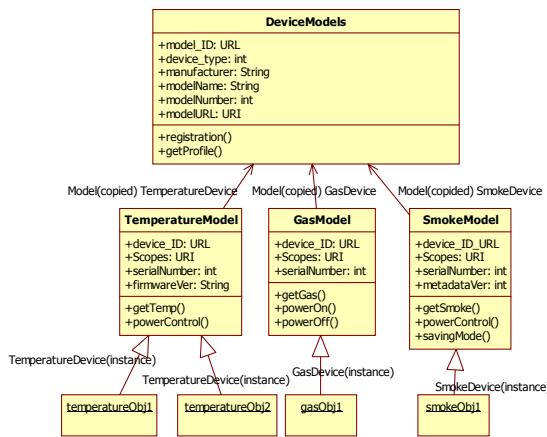 DeviceModels
+model_ID: URL
+device_type: int
+manufacturer: String
+modelName: String
+modelNumber: int
+modelURL: URI
+registration()
+getProfile()
Model(copied) TemperatureDevice
Model(copied) GasDevice
Model(copided) SmokeDevice
TemperatureModel
+device_ID: URL
+Scopes: URI
+serialNumber: int
+firmwareVer: String
+getTemp()
+powerControl()
GasModel
+device_ID: URL
+Scopes: URI
+serialNumber: int
+getGas()
+powerOn()
+powerOff()
SmokeModel
+device_ID_URL
+Scopes: URI
+serialNumber: int
+metadataVer: int
+getSmoke()
+powerControl()
+savingMode()
TemperatureDevice(instance)
TemperatureDevice(instance)
GasDevice(instance)
SmokeDevice(instance)
temperatureObj1
temperatureObj2
gasObj1
smokeObj1